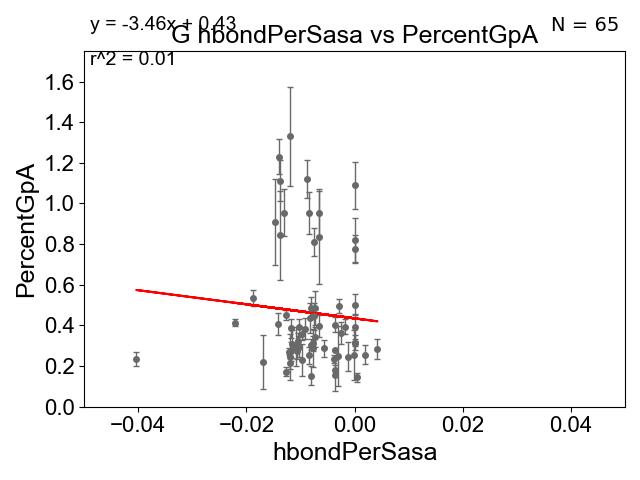 y = -3.46x + 0.43
N = 65
G hbondPerSasa vs PercentGpA
r^2 = 0.01
1.6
1.4
1.2
1.0
0.8
0.6
0.4
0.2
0.0
PercentGpA
−0.04 −0.02 0.00 0.02 0.04
hbondPerSasa